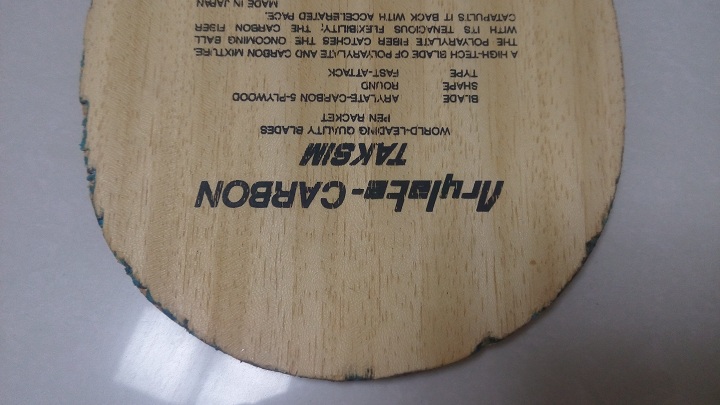 Arylate-CARBON
TAKSIM
WORLD-LEADING QUALITY BLADES
PEN RACKET
BLADE ARYLATE-CARBON 5-PLYWOOD
SHAPE ROUND
TYPE FAST-ATTACK
A HIGH-TECH BLADE OF POLYARYLATE AND CARBON MIXTURE.
THE POLYARYLATE FIBER CATCHES THE ONCOMING BALL
WITH IT'S TENACIOUS FLEXIBILITY; THE CARBON FIBER
CATAPULTS IT BACK WITH ACCELERATED PACE.
MADE IN JAPAN